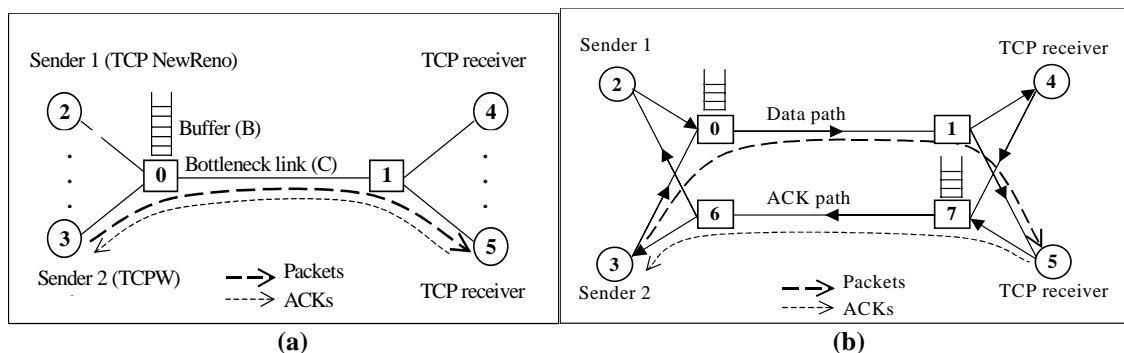 Sender 1 (TCP NewReno)
TCP receiver
2
4
Buffer (B)
Bottleneck link (C)
0
1
3
5
Sender 2 (TCPW)
TCP receiver
Packets
ACKs
(a)
Sender 1
TCP receiver
2
4
0
Data path
1
6
ACK path
7
3
5
Sender 2
TCP receiver
Packets
ACKs
(b)